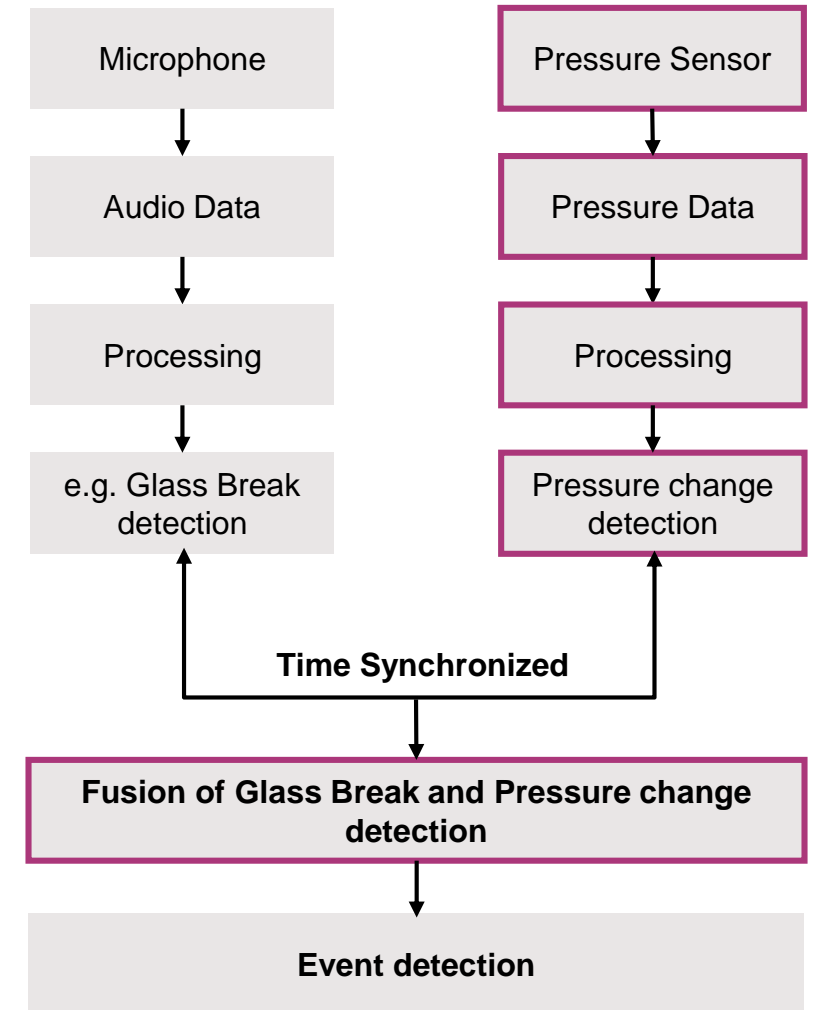 Microphone
Pressure Sensor
Audio Data
Pressure Data
Processing
Processing
e.g. Glass Break
detection
Pressure change
detection
Time Synchronized
Fusion of Glass Break and Pressure change
detection
Event detection